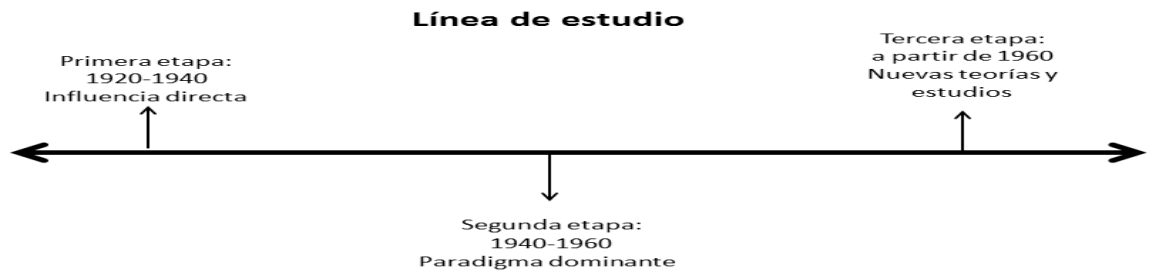 Línea de estudio
Primera etapa:
1920-1940
Influencia directa
Segunda etapa:
1940-1960
Paradigma dominante
Tercera etapa:
a partir de 1960
Nuevas teorías y
estudios